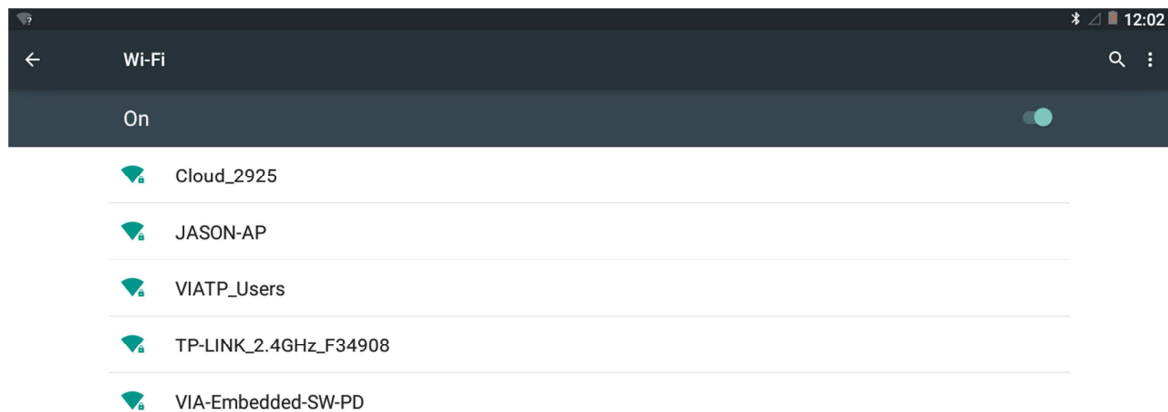 12:02
Wi-Fi
On
Cloud_2925
JASON-AP
VIATP_Users
TP-LINK_2.4GHz_F34908
VIA-Embedded-SW-PD